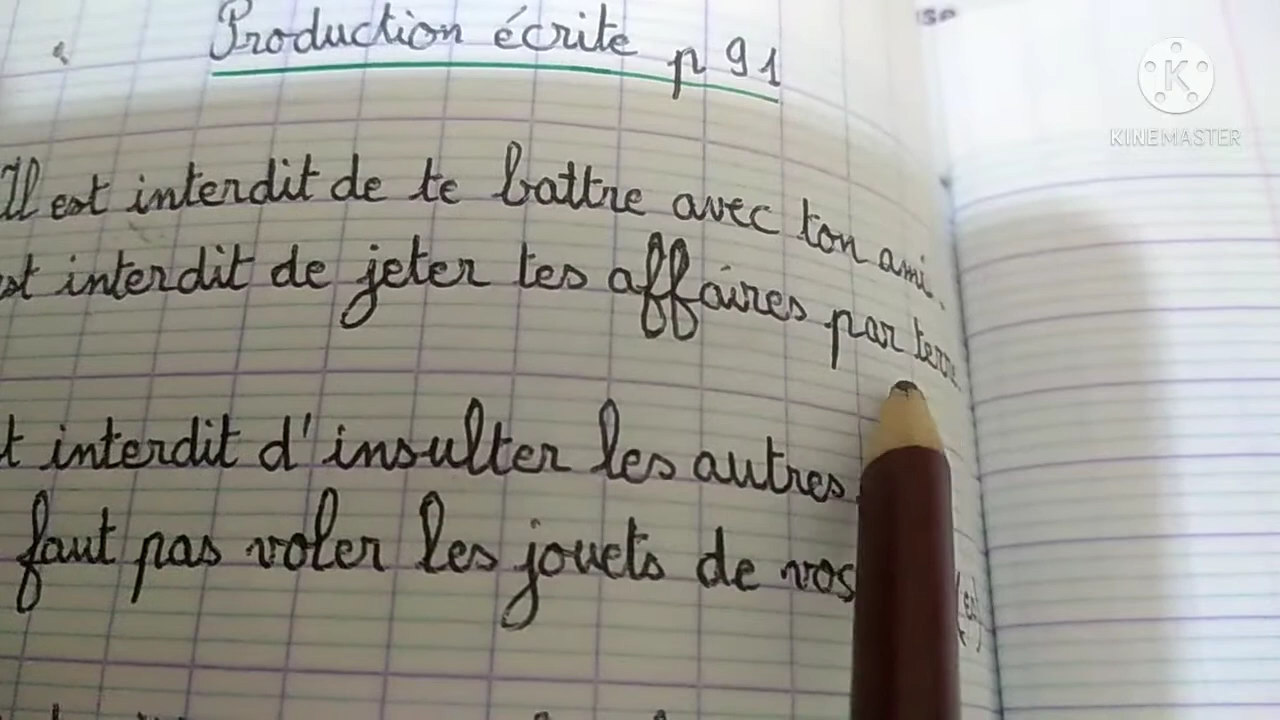 Production écrite p 91
Il est interdit de te battre avec ton ami.
st interdit de jeter tes affaires par terre
t interdit d'insulter les autres
faut pas voler les jouets de vos
KINEMASTER